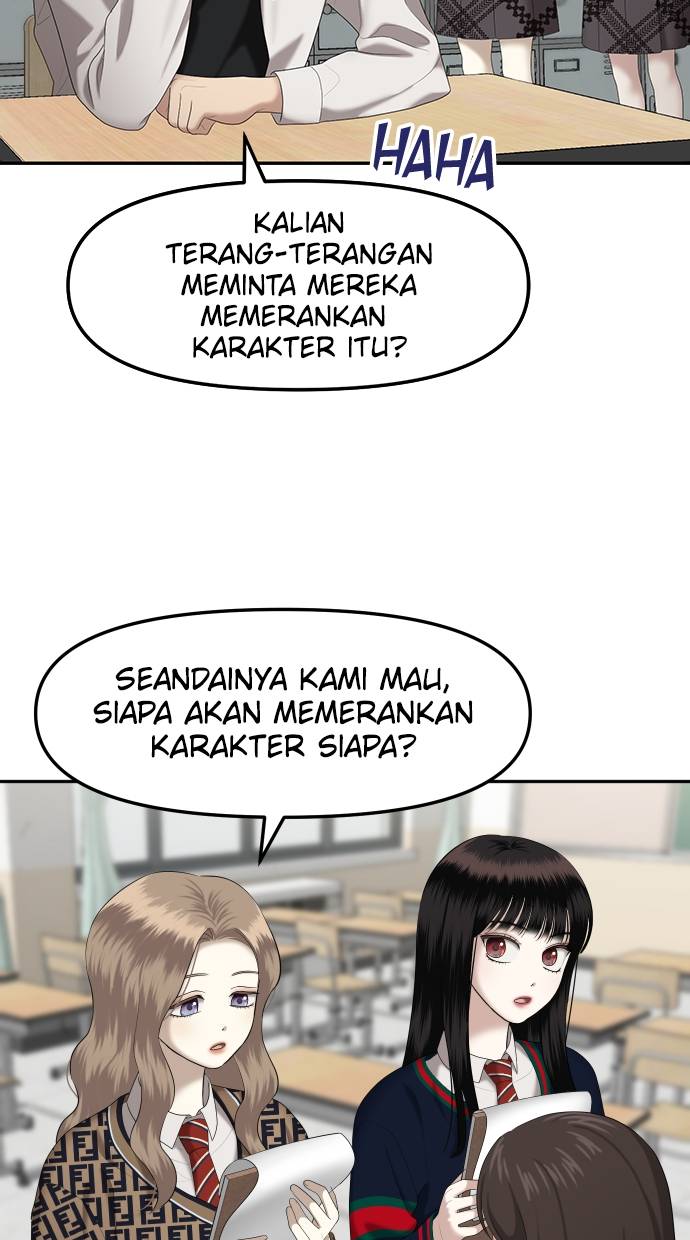 HAHA
KALIAN
TERANG-TERANGAN
MEMINTA MEREKA
MEMERANKAN
KARAKTER ITU?
SEANDAINYA KAMI MAU,
SIAPA AKAN MEMERANKAN
KARAKTER SIAPA?